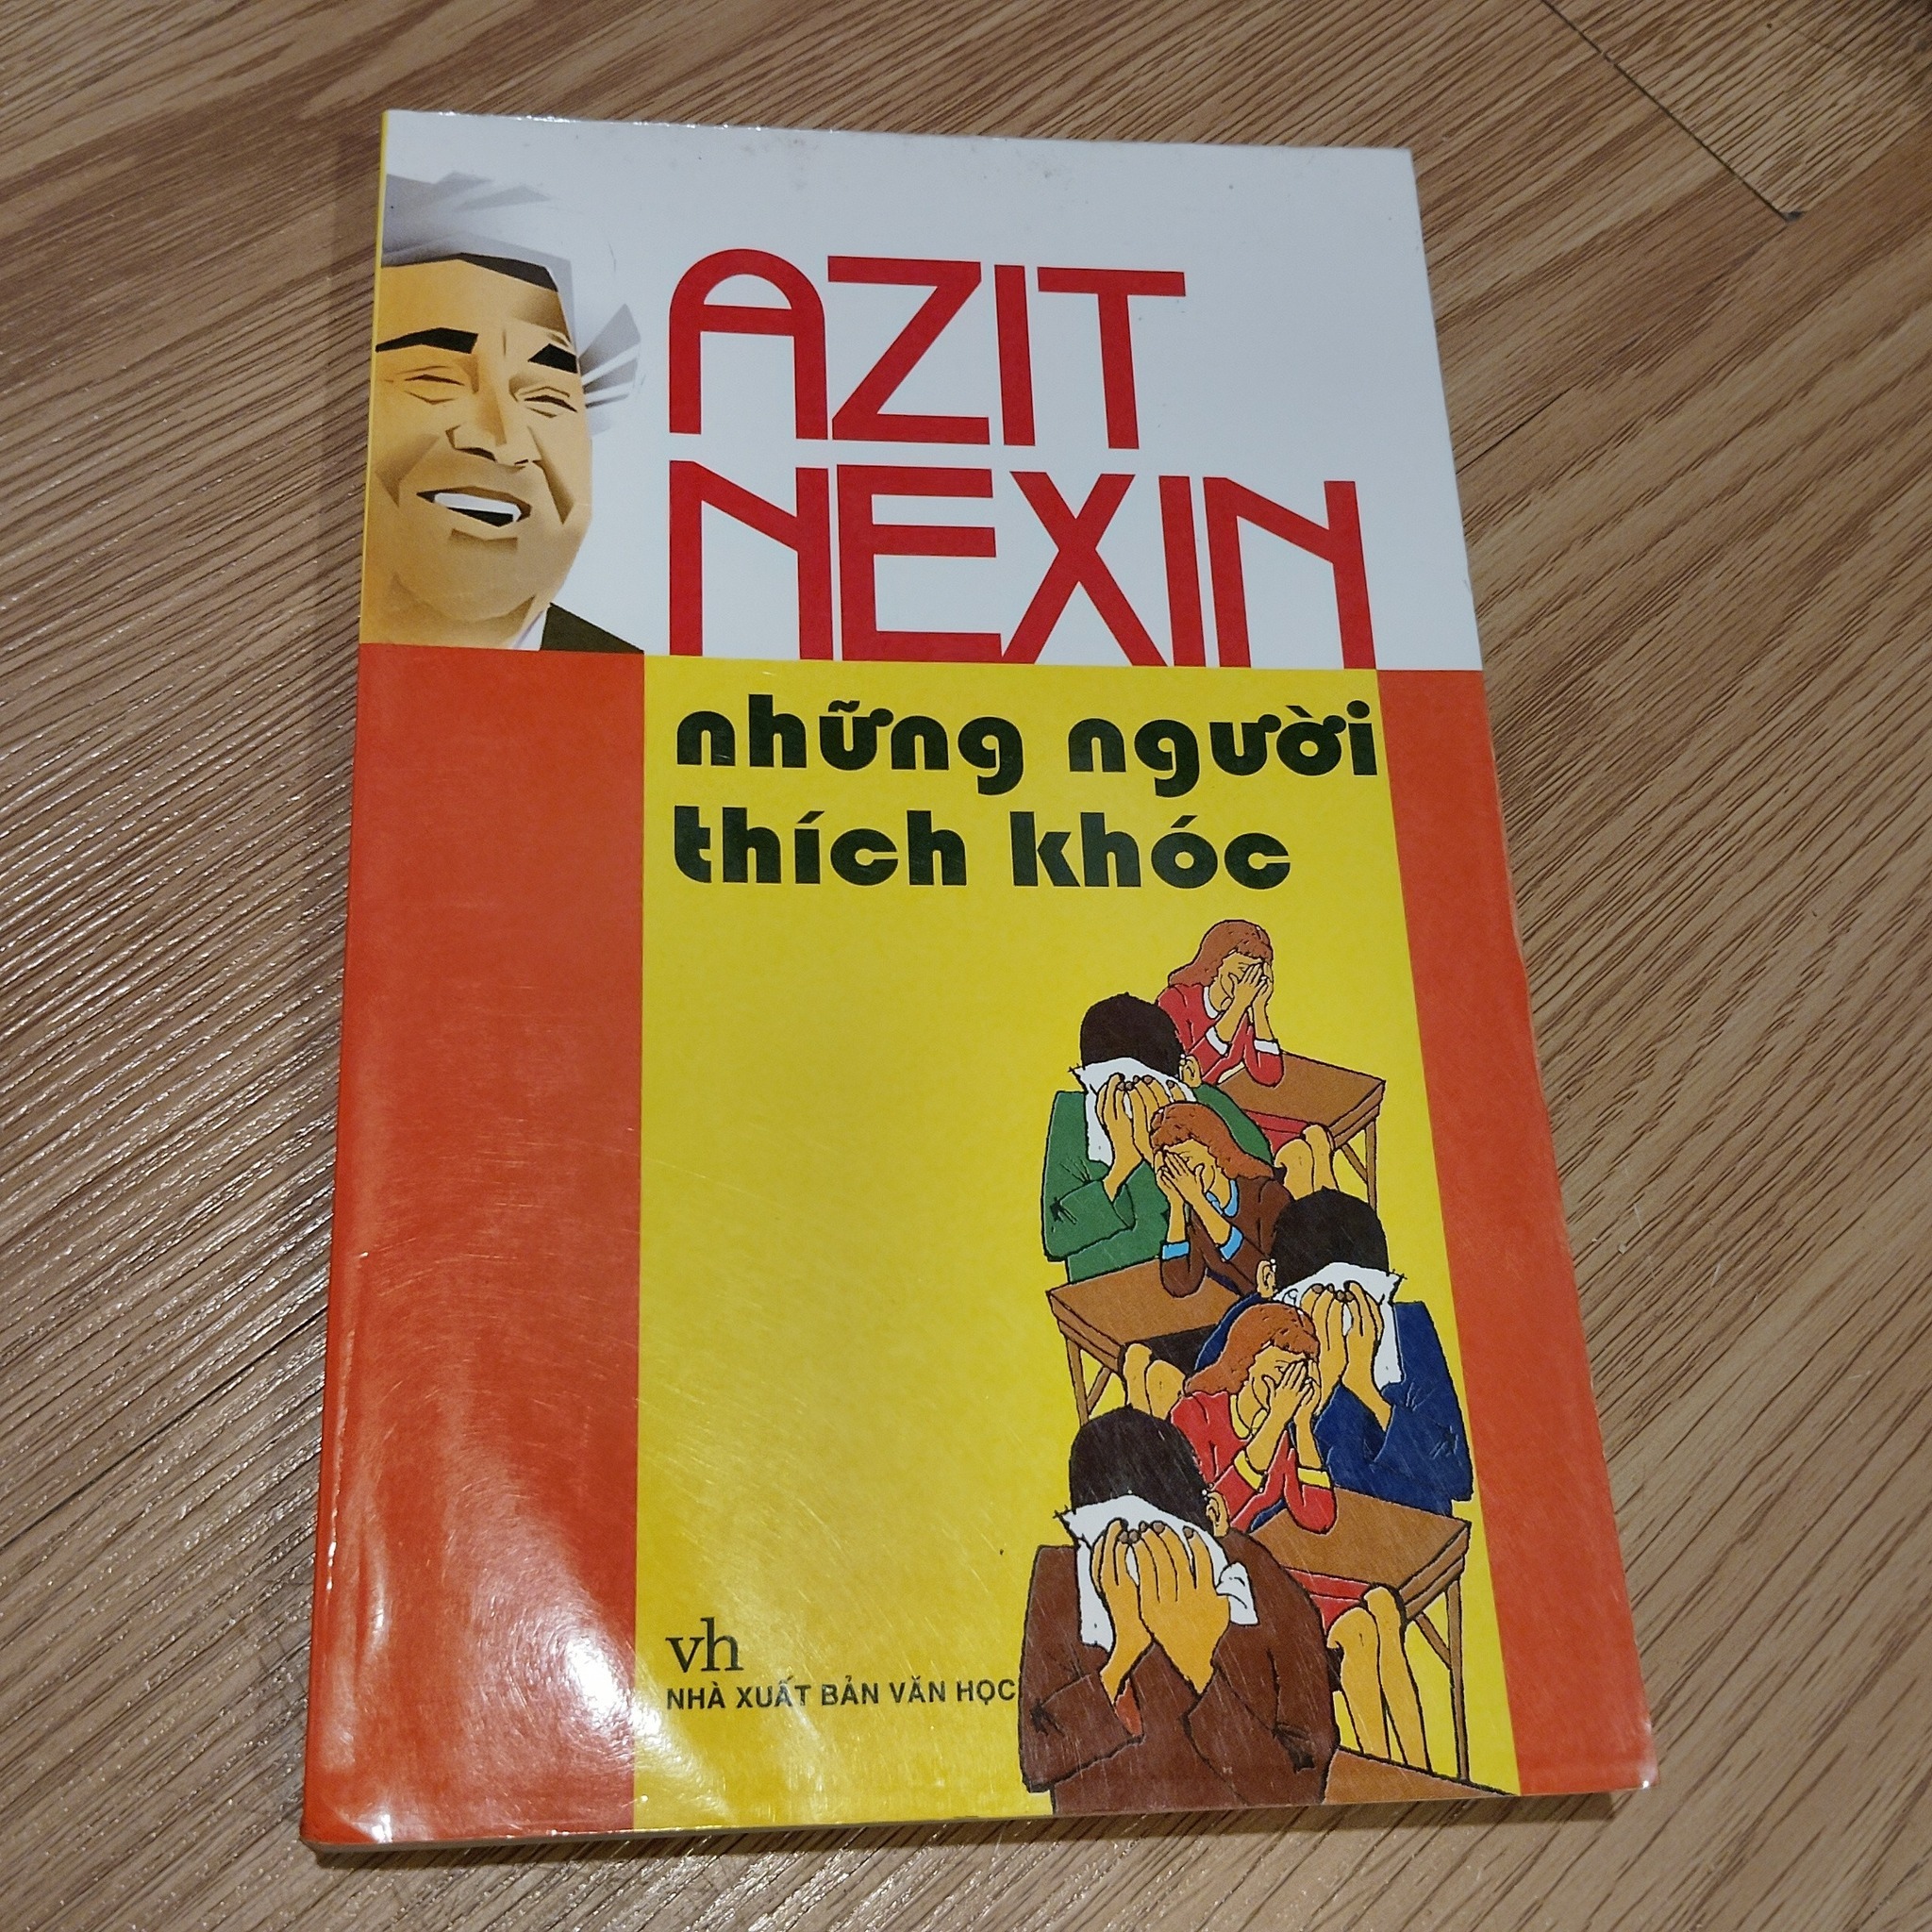 AZIT
NEXIN
những người
thích khóc
vh
NHÀ XUẤT BẢN VĂN HỌC